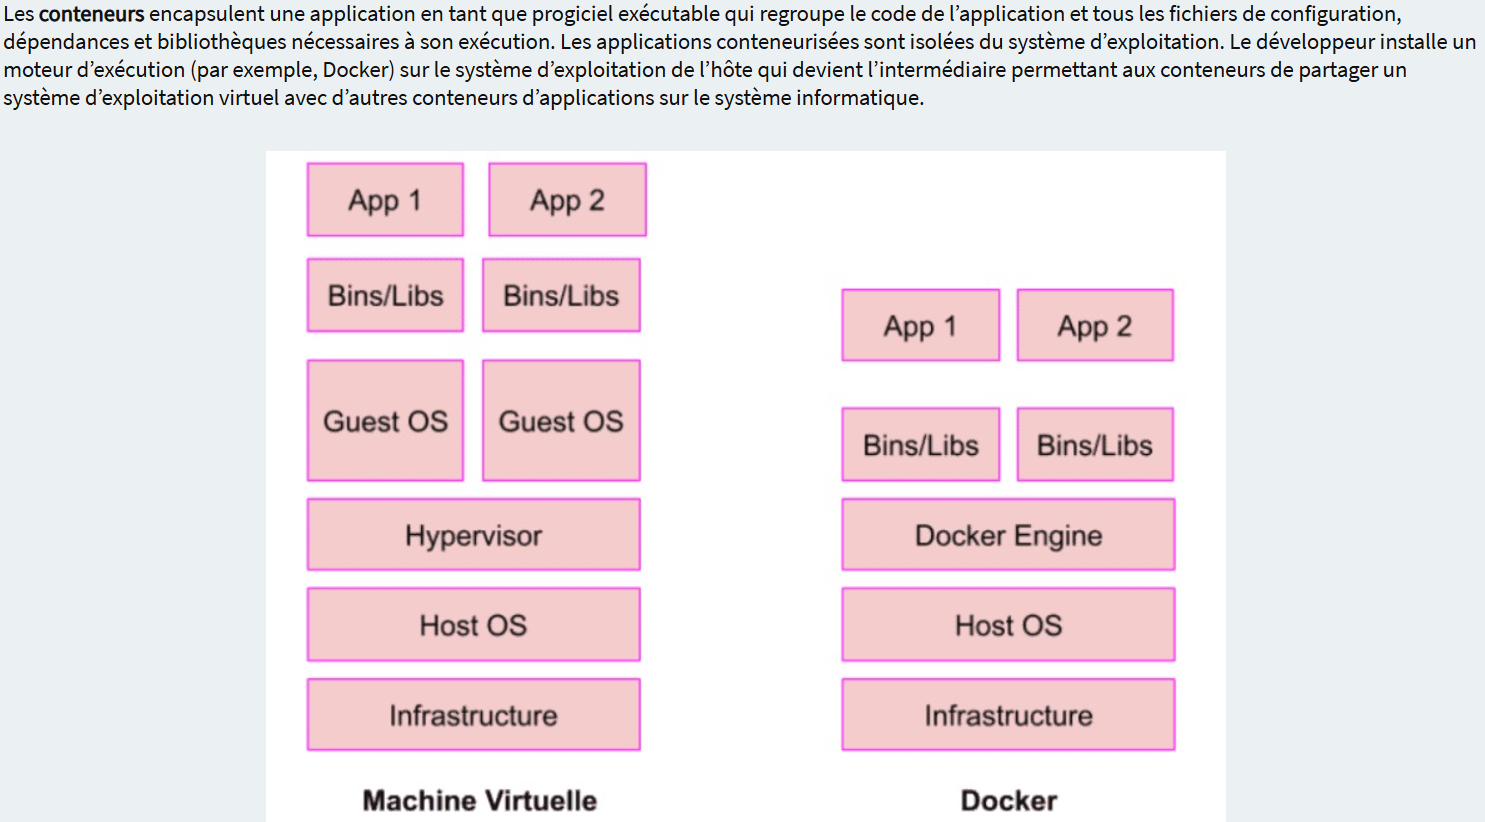 Les conteneurs encapsulent une application en tant que progiciel exécutable qui regroupe le code de l’application et tous les fichiers de configuration,
dépendances et bibliothèques nécessaires à son exécution. Les applications conteneurisées sont isolées du système d’exploitation. Le développeur installe un
moteur d’exécution (par exemple, Docker) sur le système d’exploitation de l’hôte qui devient l’intermédiaire permettant aux conteneurs de partager un
système d’exploitation virtuel avec d’autres conteneurs d’applications sur le système informatique.
App 1
App 2
Bins/Libs
Bins/Libs
Guest OS
Guest OS
Hypervisor
Host OS
Infrastructure
Machine Virtuelle
App 1
App 2
Bins/Libs
Bins/Libs
Docker Engine
Host OS
Infrastructure
Docker